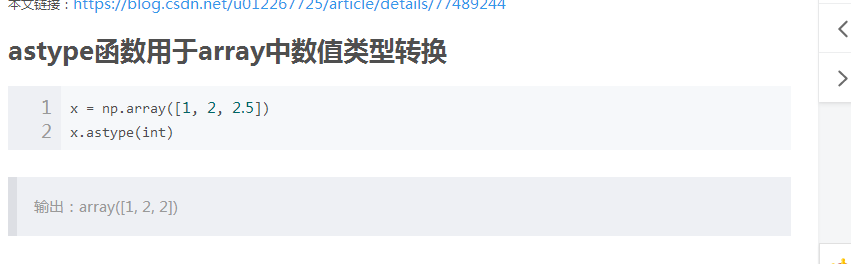 本文链接：https://blog.csdn.net/u012267725/article/details/77489244
astype函数用于array中数值类型转换
1 x = np.array([1, 2, 2.5])
2 x.astype(int)
输出：array([1, 2, 2])